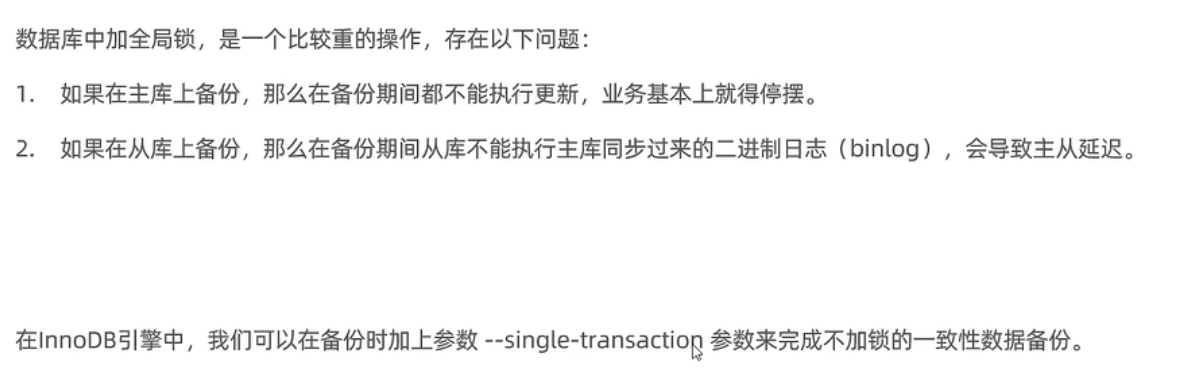 数据库中加全局锁，是一个比较重的操作，存在以下问题：
1. 如果在主库上备份，那么在备份期间都不能执行更新，业务基本上就得停摆。
2. 如果在从库上备份，那么在备份期间从库不能执行主库同步过来的二进制日志（binlog），会导致主从延迟。
在InnoDB引擎中，我们可以在备份时加上参数 --single-transaction 参数来完成不加锁的一致性数据备份。